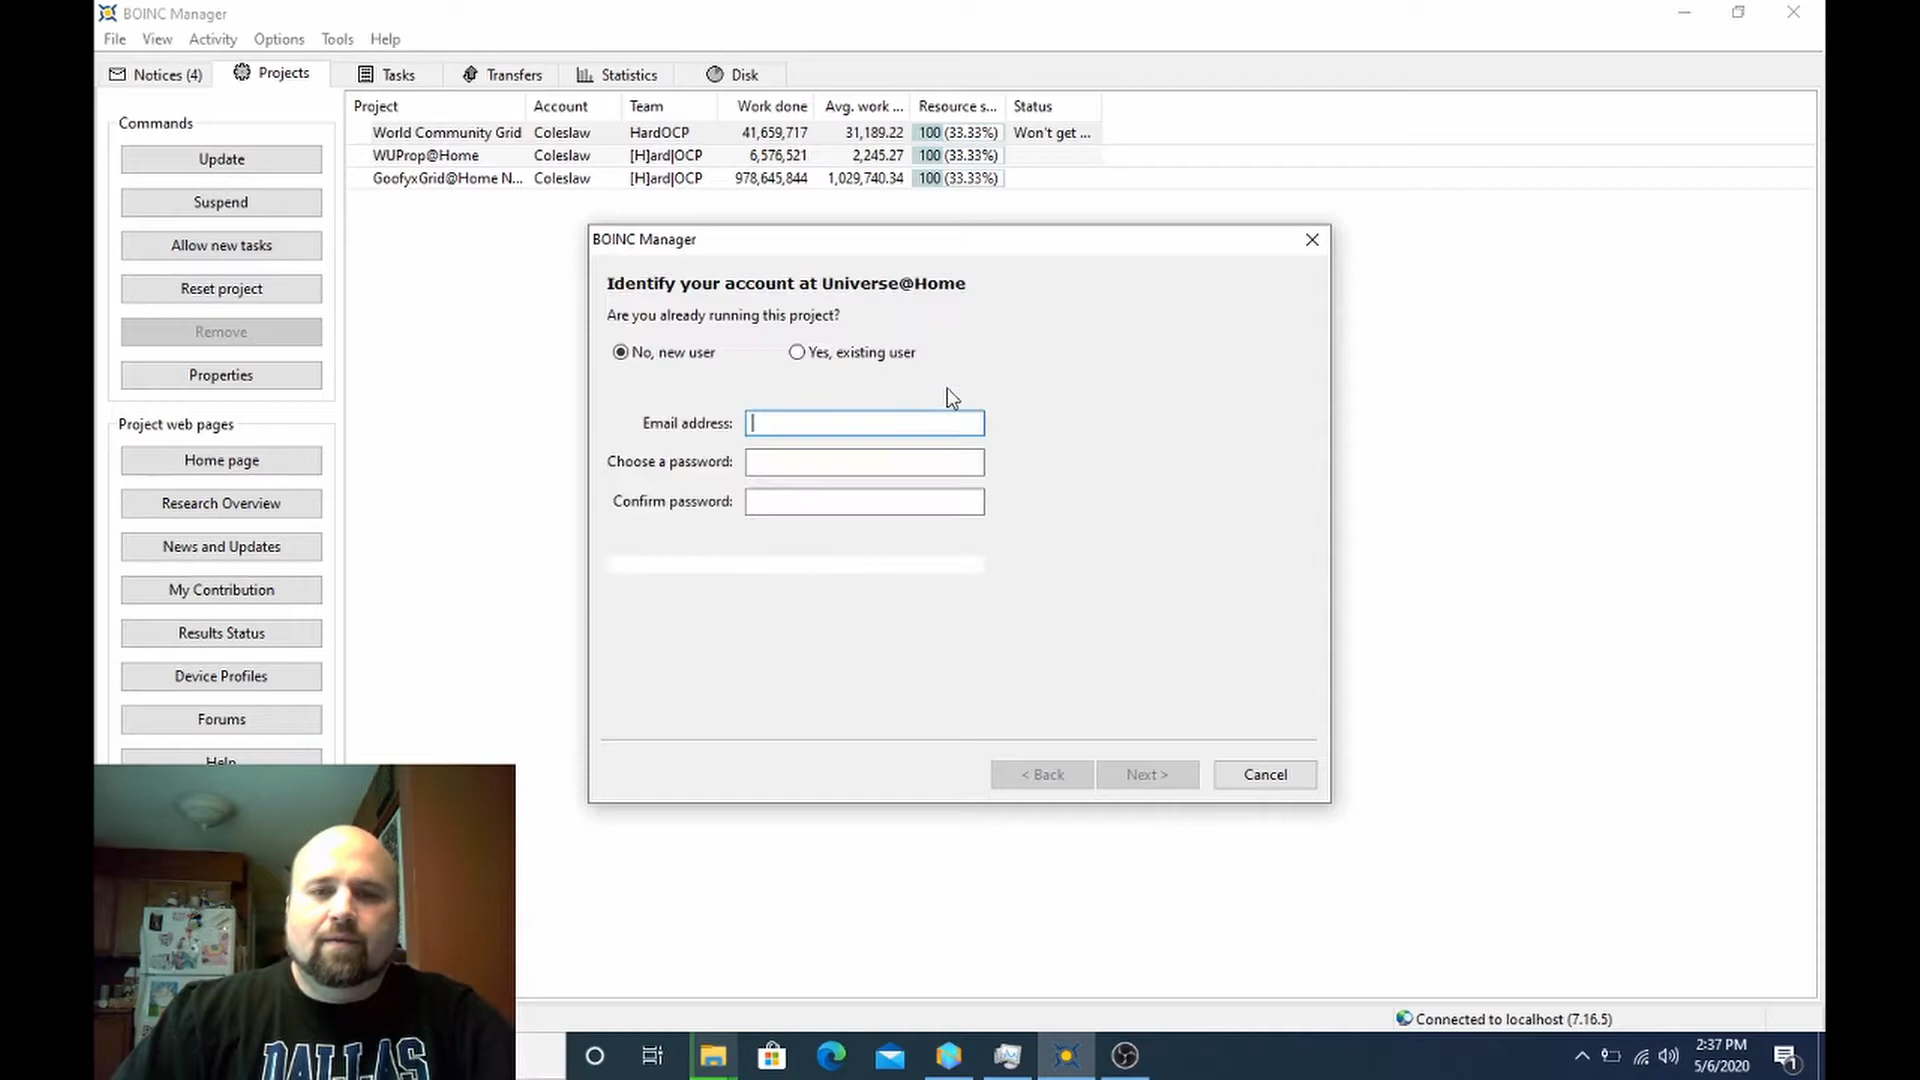 BOINC Manager
File View Activity Options Tools Help
Notices (4) Projects Tasks Transfers Statistics Disk
Project Account Team Work done Avg. work ... Resource s... Status
World Community Grid Coleslaw HardOCP 41,659,717 31,189.22 100 (33.33%) Won't get ...
WUProp@Home Coleslaw [H]ard|OCP 6,576,521 2,245.27 100 (33.33%)
GoofyxGrid@Home N... Coleslaw [H]ard|OCP 978,645,844 1,029,740.34 100 (33.33%)
Commands
Update
Suspend
Allow new tasks
Reset project
Remove
Properties
Project web pages
Home page
Research Overview
News and Updates
My Contribution
Results Status
Device Profiles
Forums
Help
BOINC Manager
Identify your account at Universe@Home
Are you already running this project?
No, new user Yes, existing user
Email address:
Choose a password:
Confirm password:
< Back Next > Cancel
DALLAS
Connected to localhost (7.16.5)
2:37 PM
5/6/2020
1